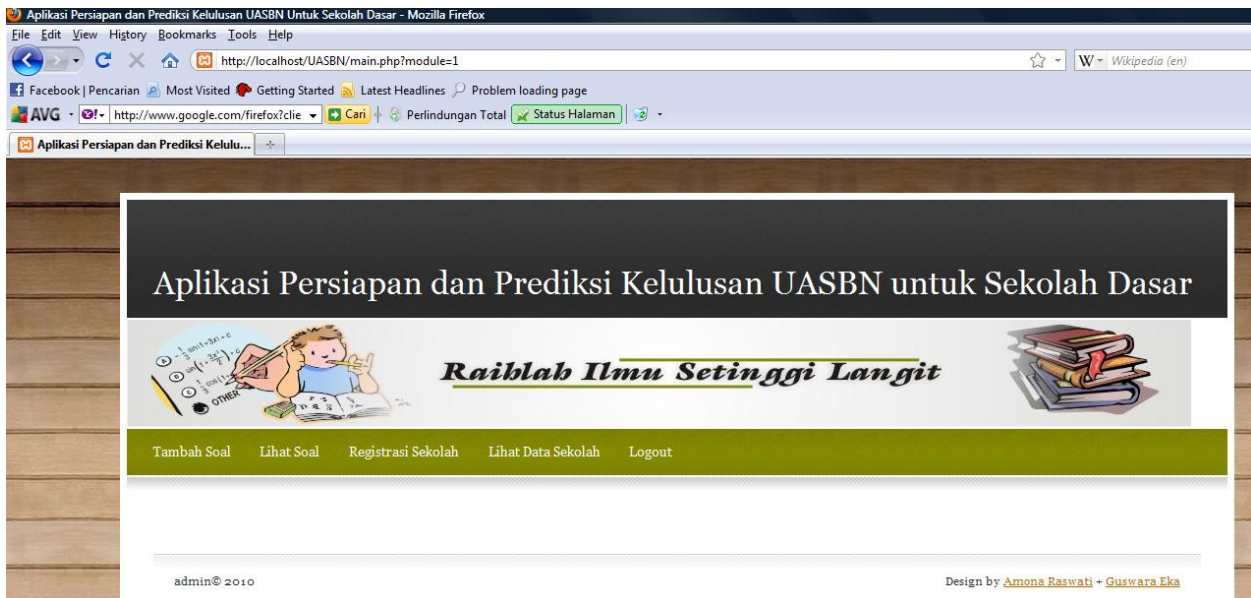 Aplikasi Persiapan dan Prediksi Kelulusan UASBN Untuk Sekolah Dasar - Mozilla Firefox
File Edit View History Bookmarks Tools Help
http://localhost/UASBN/main.php?module=1 W Wikipedia (en)
Facebook | Pencarian Most Visited Getting Started Latest Headlines Problem loading page
AVG http://www.google.com/firefox?clie Cari Perlindungan Total Status Halaman
Aplikasi Persiapan dan Prediksi Kelulu...
Aplikasi Persiapan dan Prediksi Kelulusan UASBN untuk Sekolah Dasar
OTHER
Raihlah Ilmu Setinggi Langit
Tambah Soal Lihat Soal Registrasi Sekolah Lihat Data Sekolah Logout
admin© 2010 Design by Amona Raswati + Guswara Eka